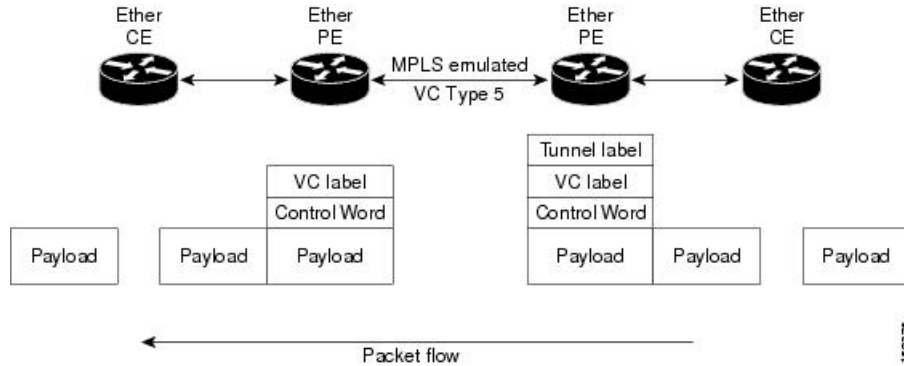 Ether CE
Ether PE
Ether PE
Ether CE
MPLS emulated
VC Type 5
Tunnel label
VC label
VC label
Control Word
Control Word
Payload
Payload
Payload
Payload
Payload
Payload
Packet flow